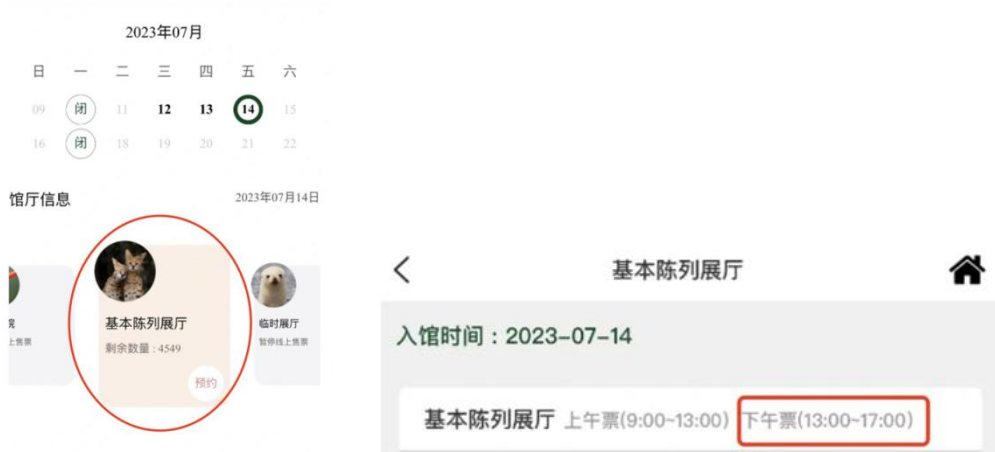 2023年07月
日 一 二 三 四 五 六
09 闭 11 12 13 14 15
16 闭 18 19 20 21 22
馆厅信息 2023年07月14日
基本陈列展厅
剩余数量 : 4549
预约
临时展厅
暂停线上售票
院
上售票
基本陈列展厅
入馆时间：2023-07-14
基本陈列展厅 上午票(9:00~13:00) 下午票(13:00~17:00)